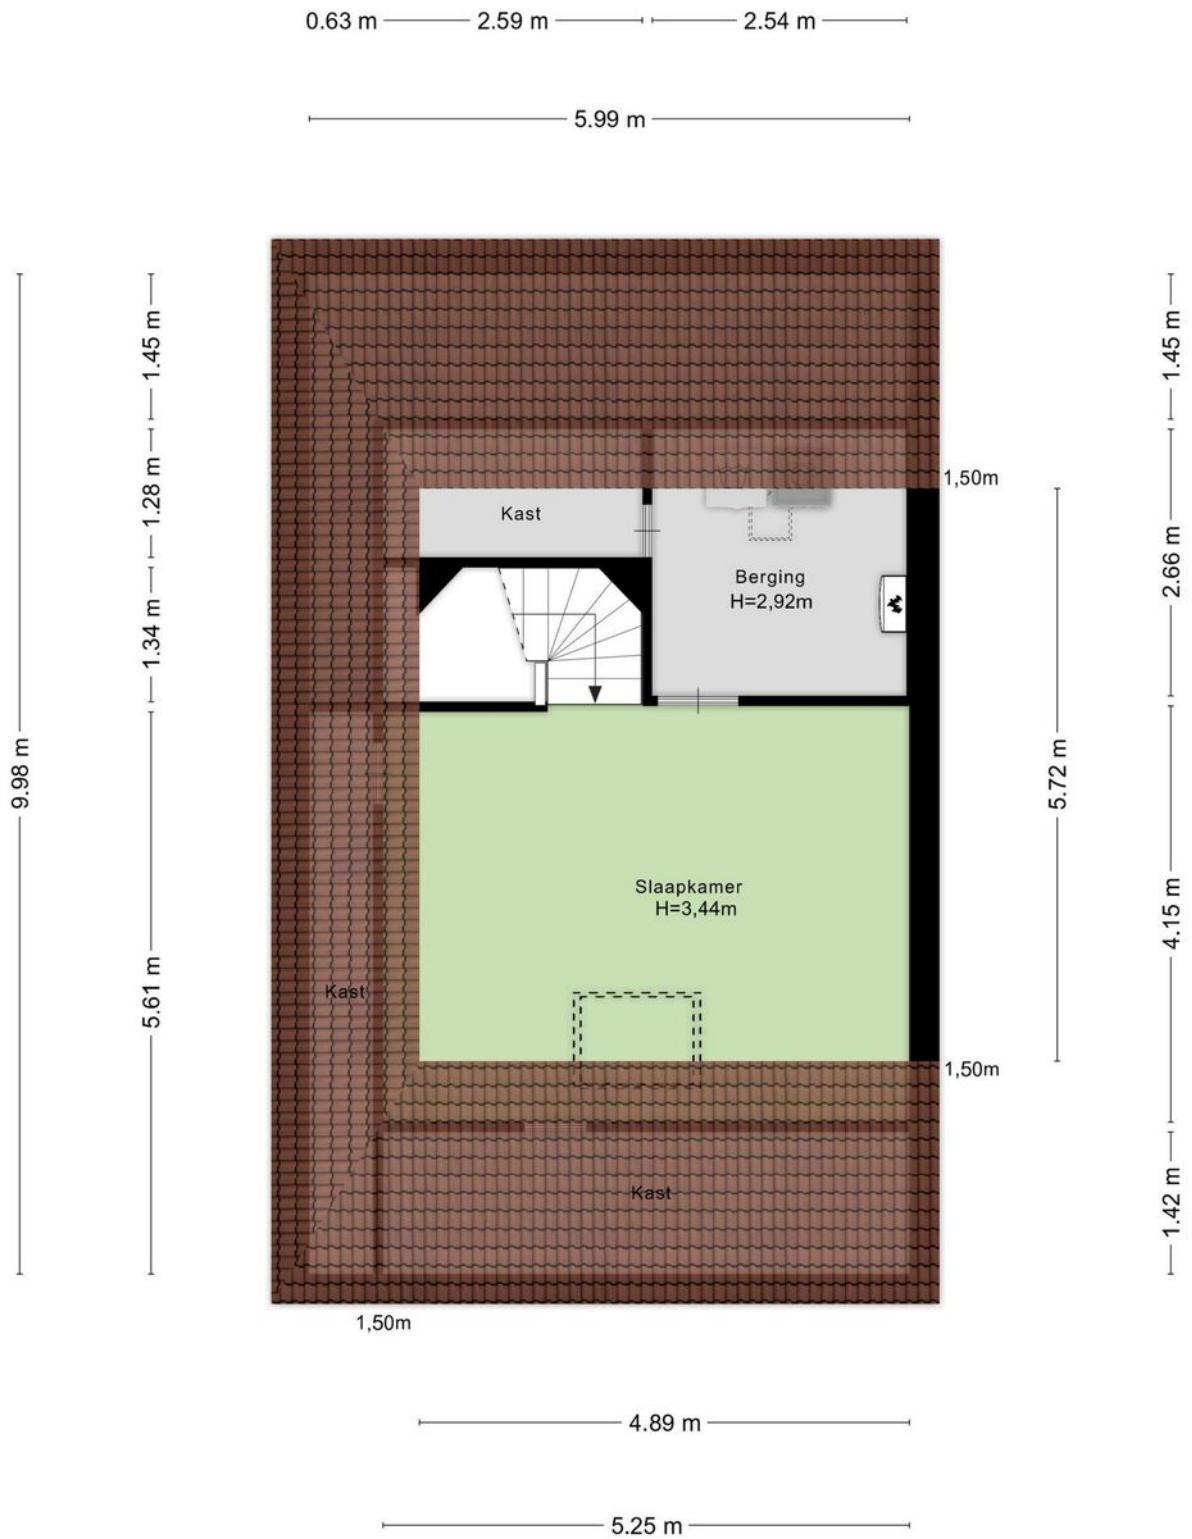 0.63 m 2.59 m 2.54 m
5.99 m
1.45 m
1.45 m
1,50m
1.28 m
Kast
2.66 m
Berging
H=2,92m
1.34 m
9.98 m
5.72 m
Slaapkamer
H=3,44m
4.15 m
Kast
5.61 m
1,50m
Kast
1.42 m
1,50m
4.89 m
5.25 m